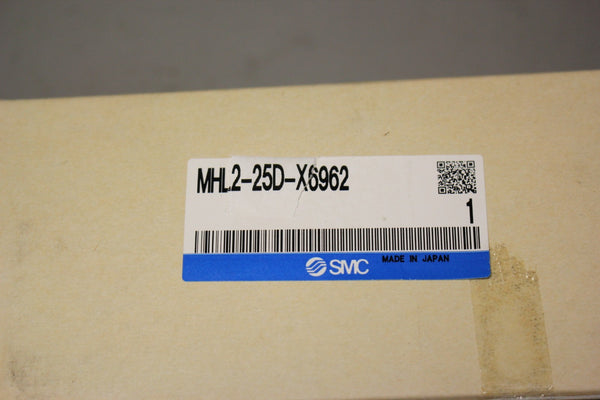 MHL2-25D-X6962
1
SMC MADE IN JAPAN